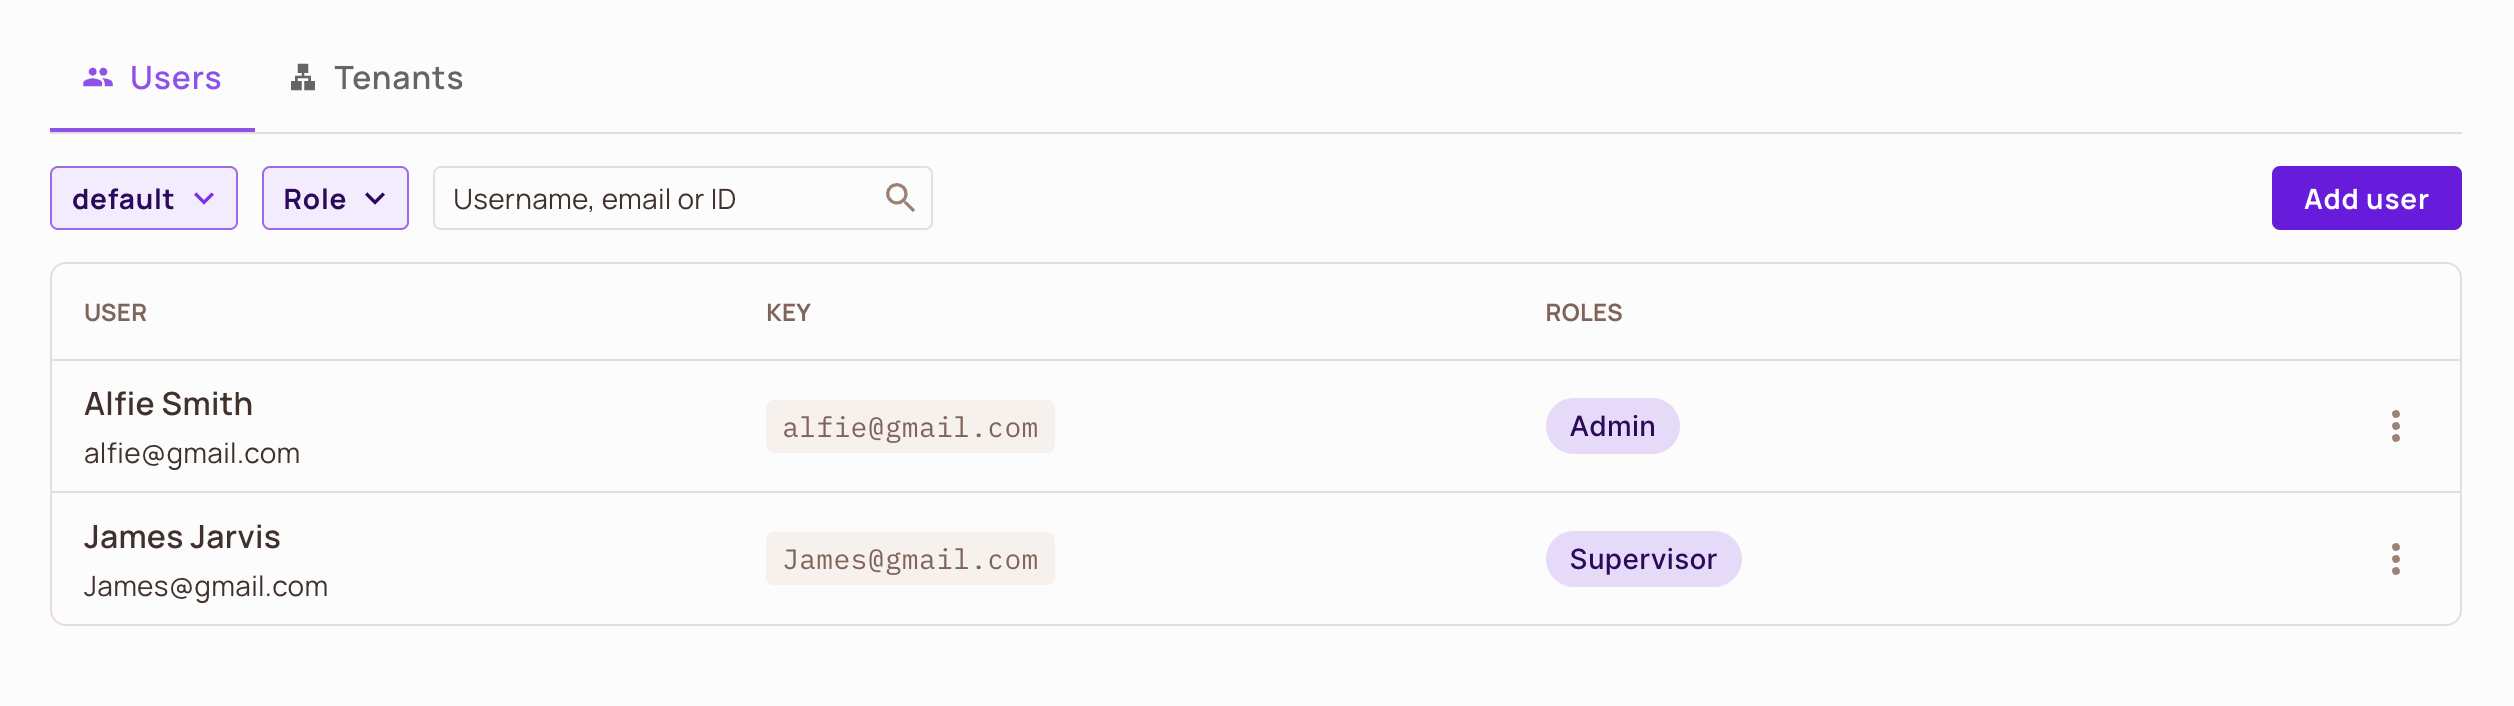 Users Tenants
default Role Username, email or ID Add user
USER KEY ROLES
Alfie Smith
alfie@gmail.com alfie@gmail.com Admin
James Jarvis
James@gmail.com James@gmail.com Supervisor